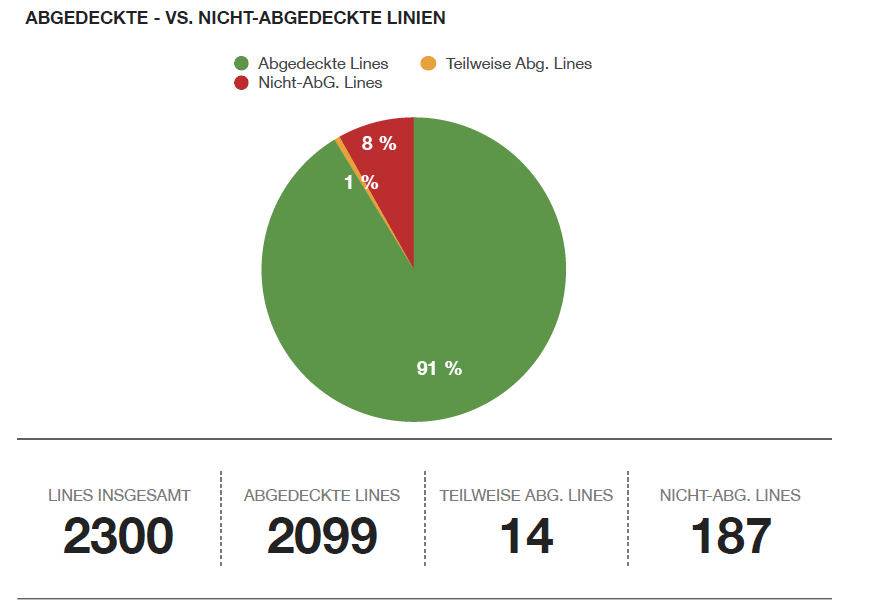 ABGEDECKTE - VS. NICHT-ABGEDECKTE LINIEN
Abgedeckte Lines
Teilweise Abg. Lines
Nicht-AbG. Lines
8 %
1 %
91 %
LINES INSGESAMT
2300
ABGEDECKTE LINES
2099
TEILWEISE ABG. LINES
14
NICHT-ABG. LINES
187